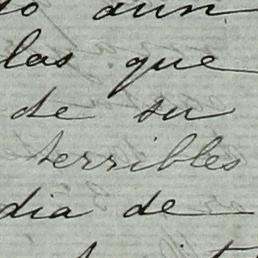 aun
las que
de su
terribles
dia de